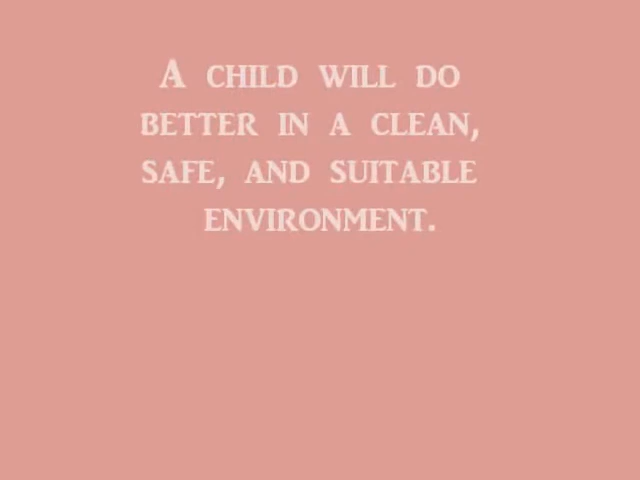 A child will do
better in a clean,
safe, and suitable
environment.